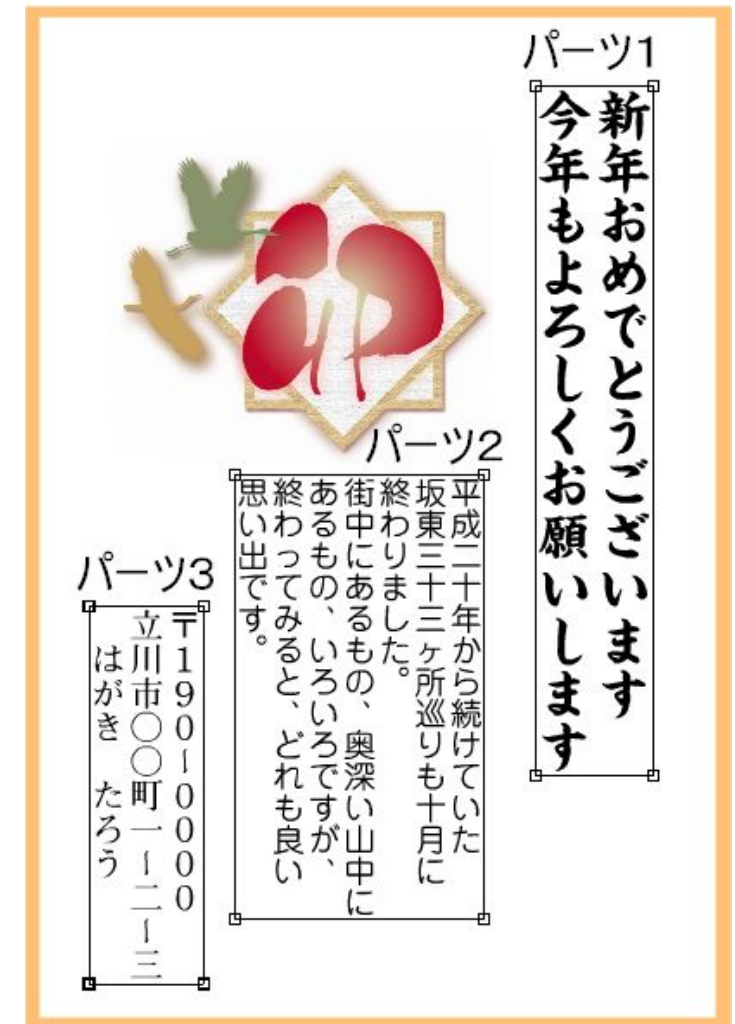 パーツ1
新年おめでとうございます
今年もよろしくお願いします
卯
パーツ2
平成二十年から続けていた
坂東三十三ヶ所巡りも十月に
終わりました。
街中にあるもの、奥深い山中に
あるもの、いろいろですが、
終わってみると、どれも良い
思い出です。
パーツ3
〒190～0000
立川市○○町一～二～三
はがき　たろう